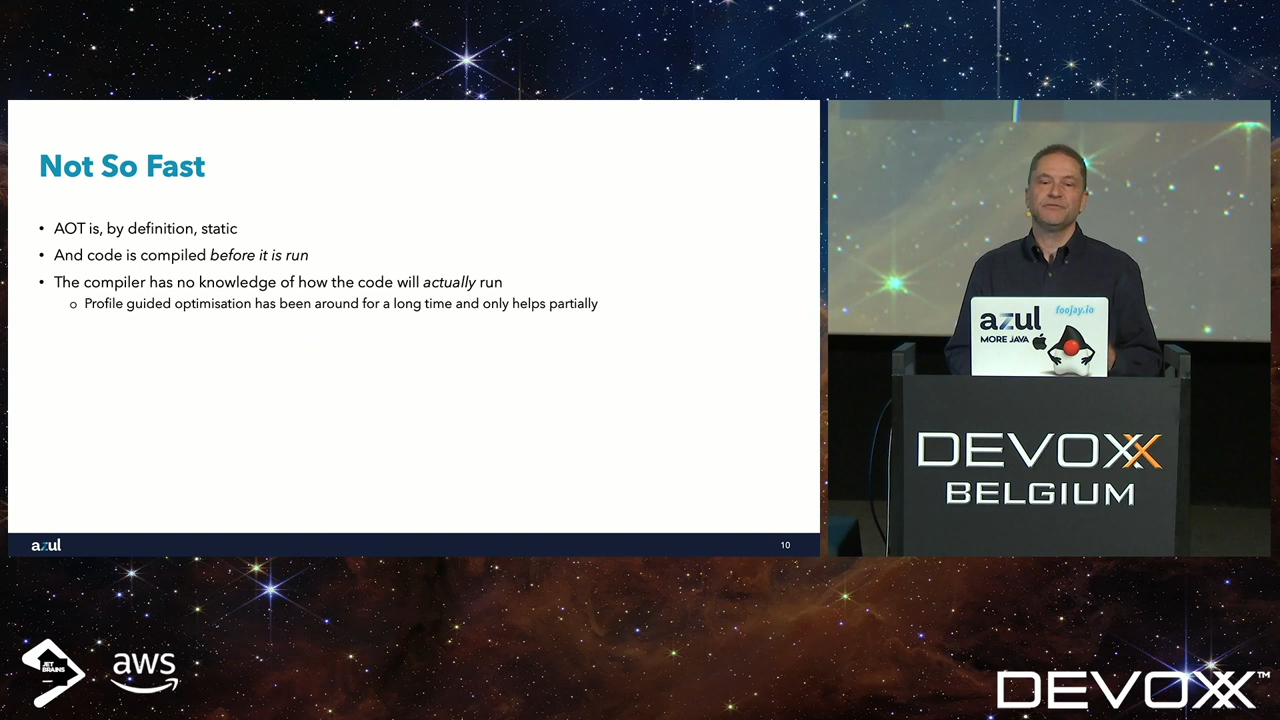 Not So Fast
• AOT is, by definition, static
• And code is compiled before it is run
• The compiler has no knowledge of how the code will actually run
o Profile guided optimisation has been around for a long time and only helps partially
azul
10
azul
MORE JAVA
foojay.io
DEVOXX
BELGIUM
JET
BRAINS
aws
DEVOXX™